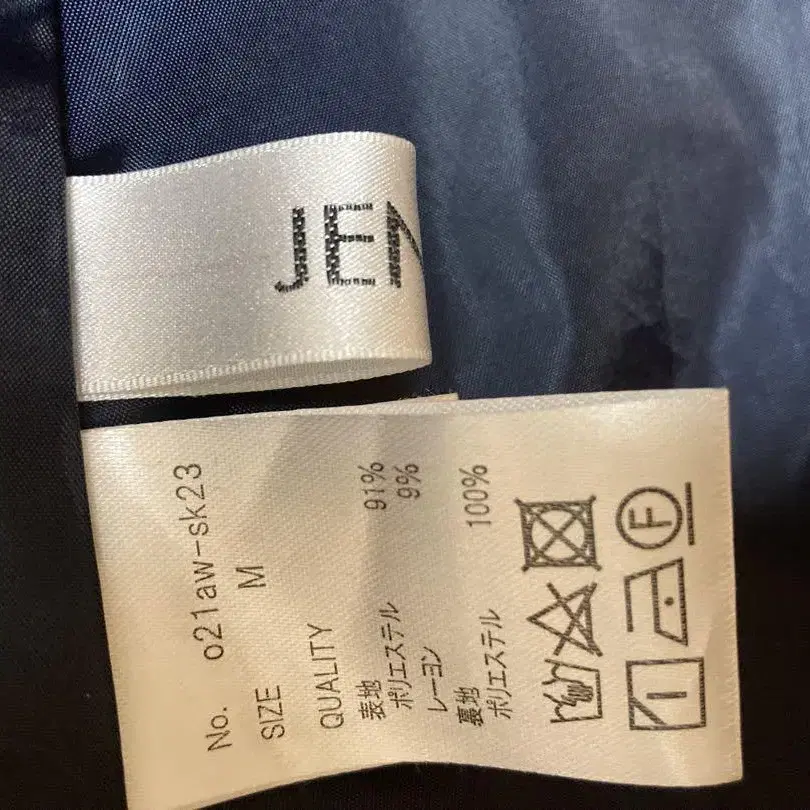 JEN
No. o21aw-sk23
SIZE M
QUALITY
表地
ポリエステル 91%
レーヨン 9%
裏地
ポリエステル 100%
F